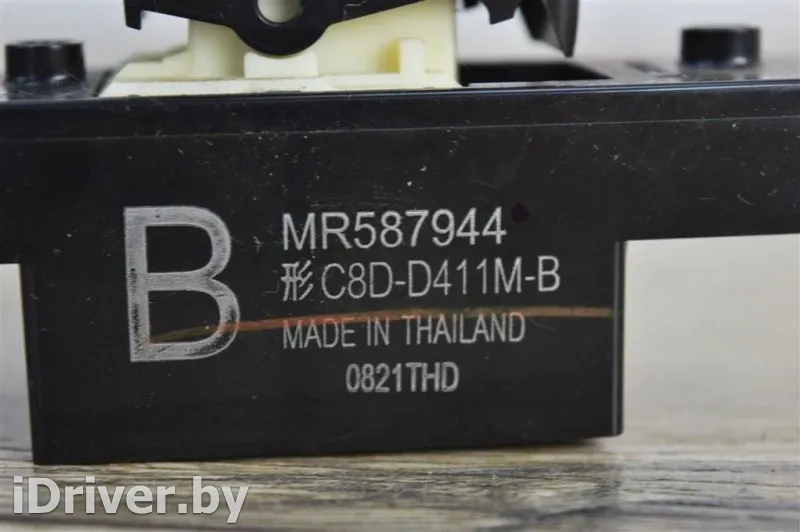 B
MR587944
形 C8D-D411M-B
MADE IN THAILAND
0821THD
iDriver.by